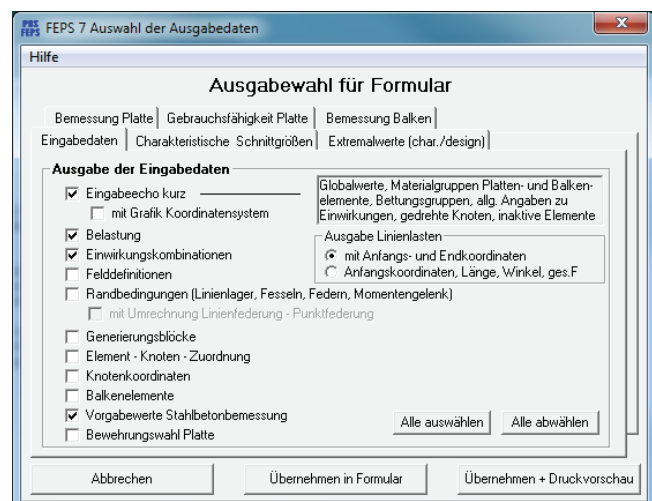 PBS
FEPS
FEPS 7 Auswahl der Ausgabedaten
Hilfe
Ausgabewahl für Formular
Bemessung Platte Gebrauchsfähigkeit Platte Bemessung Balken
Eingabedaten Charakteristische Schnittgrößen Extremalwerte (char./design)
Ausgabe der Eingabedaten
Eingabeecho kurz
Globalwerte, Materialgruppen Platten- und Balken-
elemente, Bettungsgruppen, allg. Angaben zu
Einwirkungen, gedrehte Knoten, inaktive Elemente
mit Grafik Koordinatensystem
Belastung
Einwirkungskombinationen
Felddefinitionen
Ausgabe Linienlasten
mit Anfangs- und Endkoordinaten
Anfangskoordinaten, Länge, Winkel, ges.F
Randbedingungen (Linienlager, Fesseln, Federn, Momentengelenk)
mit Umrechnung Linienfederung - Punktfederung
Generierungsblöcke
Element - Knoten - Zuordnung
Knotenkoordinaten
Balkenelemente
Vorgabewerte Stahlbetonbemessung
Bewehrungswahl Platte
Alle auswählen Alle abwählen
Abbrechen Übernehmen in Formular Übernehmen + Druckvorschau